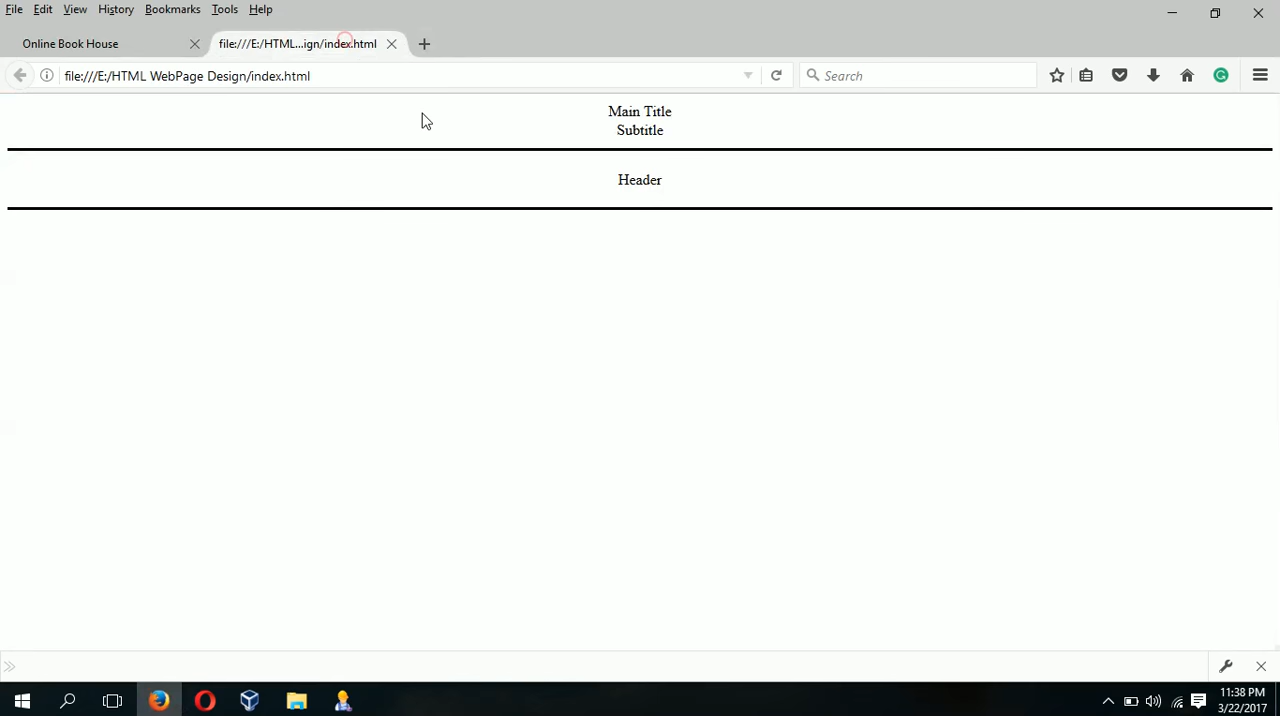 File Edit View History Bookmarks Tools Help
Online Book House
file:///E:/HTML...ign/index.html
file:///E:/HTML WebPage Design/index.html
Search
Main Title
Subtitle
Header
11:38 PM
3/22/2017